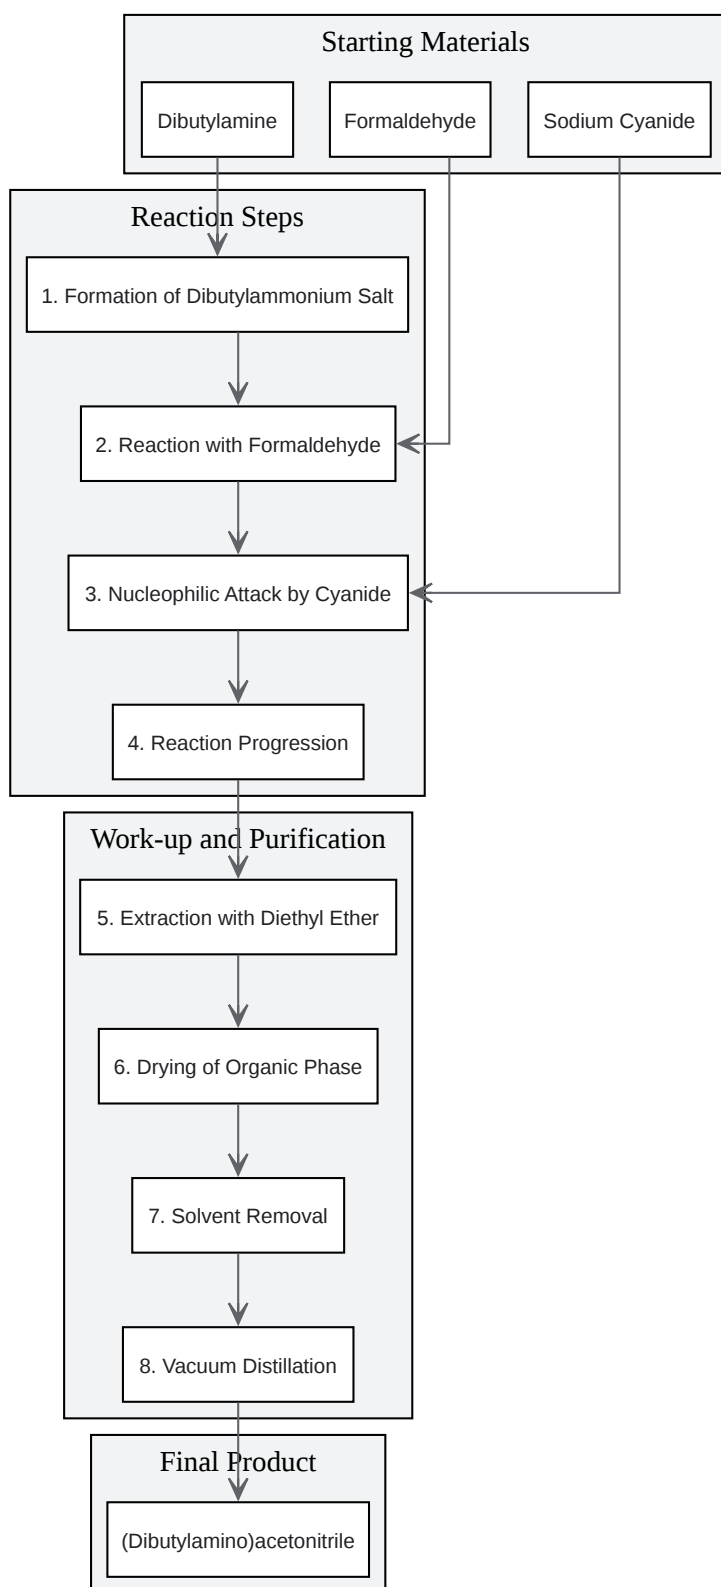 Starting Materials
Dibutylamine
Formaldehyde
Sodium Cyanide
Reaction Steps
1. Formation of Dibutylammonium Salt
2. Reaction with Formaldehyde
3. Nucleophilic Attack by Cyanide
4. Reaction Progression
Work-up and Purification
5. Extraction with Diethyl Ether
6. Drying of Organic Phase
7. Solvent Removal
8. Vacuum Distillation
Final Product
(Dibutylamino)acetonitrile